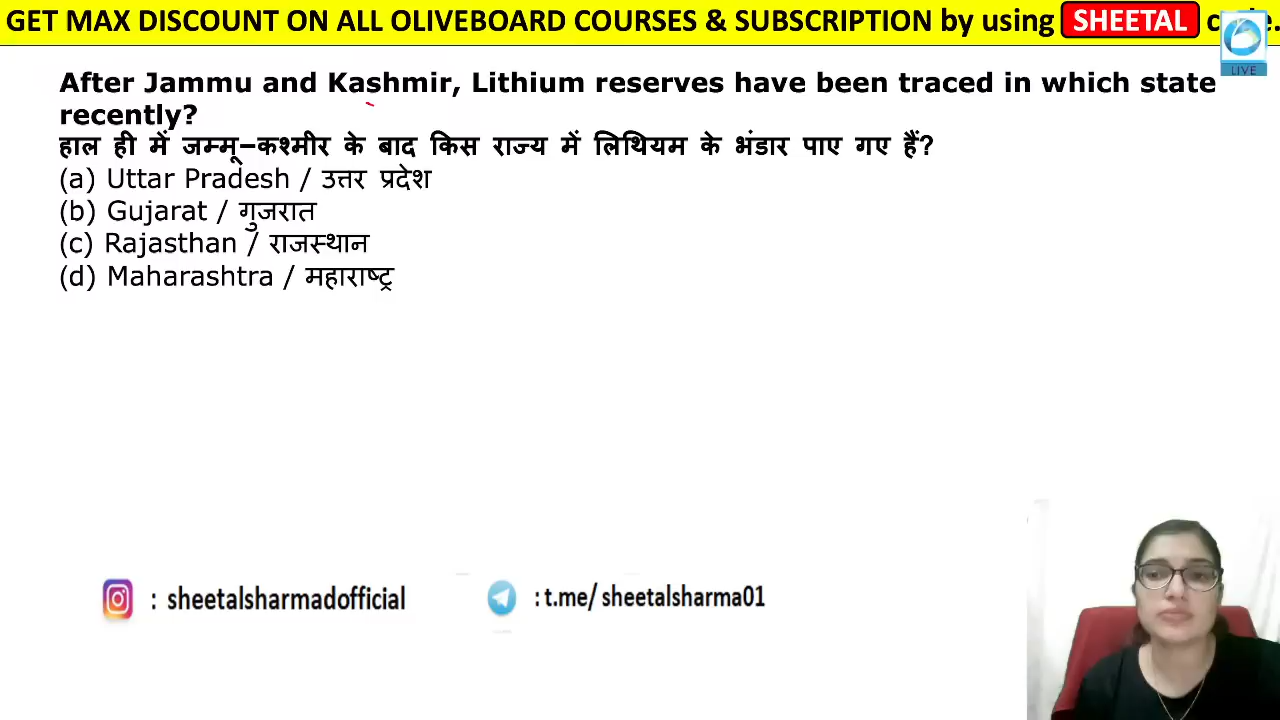 GET MAX DISCOUNT ON ALL OLIVEBOARD COURSES & SUBSCRIPTION by using SHEETAL
LIVE
After Jammu and Kashmir, Lithium reserves have been traced in which state
recently?
हाल ही में जम्मू–कश्मीर के बाद किस राज्य में लिथियम के भंडार पाए गए हैं?
(a) Uttar Pradesh / उत्तर प्रदेश
(b) Gujarat / गुजरात
(c) Rajasthan / राजस्थान
(d) Maharashtra / महाराष्ट्र
: sheetalsharmadofficial
: t.me/ sheetalsharma01